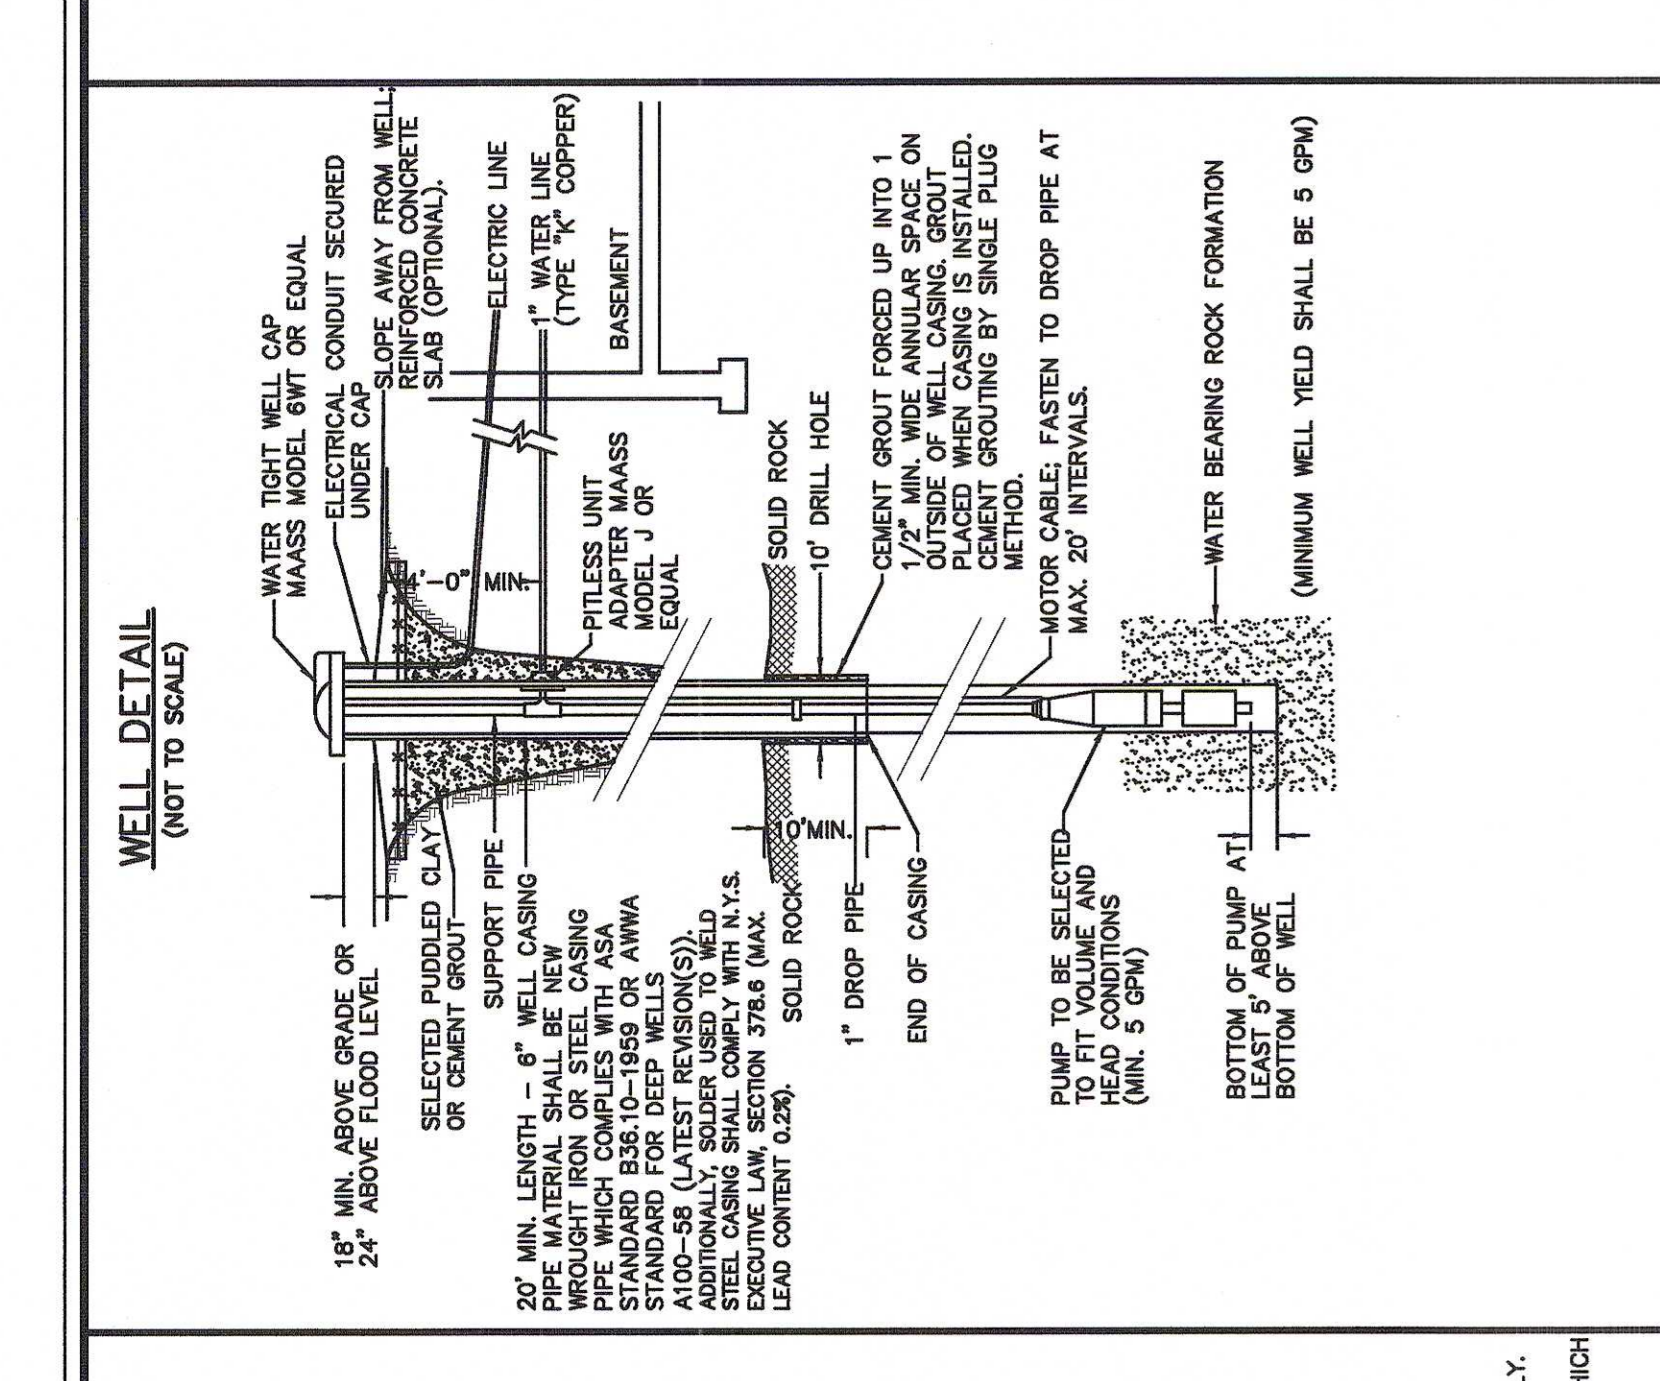 WELL DETAIL
(NOT TO SCALE)
WATER TIGHT WELL CAP
MAASS MODEL 6WT OR EQUAL
ELECTRICAL CONDUIT SECURED
UNDER CAP
SLOPE AWAY FROM WELL;
REINFORCED CONCRETE
SLAB (OPTIONAL).
ELECTRIC LINE
1" WATER LINE
(TYPE "K" COPPER)
BASEMENT
4'-0" MIN.
PITLESS UNIT
ADAPTER MAASS
MODEL J OR
EQUAL
SOLID ROCK
10' DRILL HOLE
CEMENT GROUT FORCED UP INTO 1
1/2" MIN. WIDE ANNULAR SPACE ON
OUTSIDE OF WELL CASING. GROUT
PLACED WHEN CASING IS INSTALLED.
CEMENT GROUTING BY SINGLE PLUG
METHOD.
MOTOR CABLE; FASTEN TO DROP PIPE AT
MAX. 20' INTERVALS.
WATER BEARING ROCK FORMATION
(MINIMUM WELL YIELD SHALL BE 5 GPM)
18" MIN. ABOVE GRADE OR
24" ABOVE FLOOD LEVEL
SELECTED PUDDLED CLAY
OR CEMENT GROUT
SUPPORT PIPE
20' MIN. LENGTH - 6" WELL CASING
PIPE MATERIAL SHALL BE NEW
WROUGHT IRON OR STEEL CASING
PIPE WHICH COMPLIES WITH ASA
STANDARD B36.10-1959 OR AWWA
STANDARD FOR DEEP WELLS
A100-58 (LATEST REVISION(S)).
ADDITIONALLY, SOLDER USED TO WELD
STEEL CASING SHALL COMPLY WITH N.Y.S.
EXECUTIVE LAW, SECTION 378.6 (MAX.
LEAD CONTENT 0.2%).
SOLID ROCK
10'MIN.
1" DROP PIPE
END OF CASING
PUMP TO BE SELECTED
TO FIT VOLUME AND
HEAD CONDITIONS
(MIN. 5 GPM)
BOTTOM OF PUMP AT
LEAST 5' ABOVE
BOTTOM OF WELL